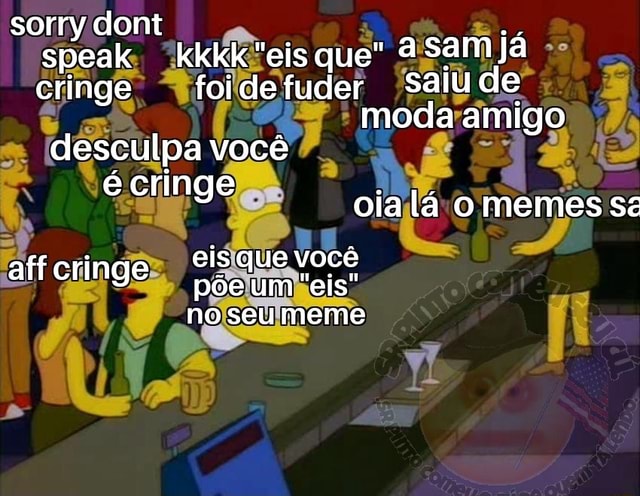 sorry dont
speak
cringe
kkkk "eis que"
foi de fuder
a sam já
saiu de
moda amigo
desculpa você
é cringe
oia lá o memes sa
aff cringe
eis que você
põe um "eis"
no seu meme